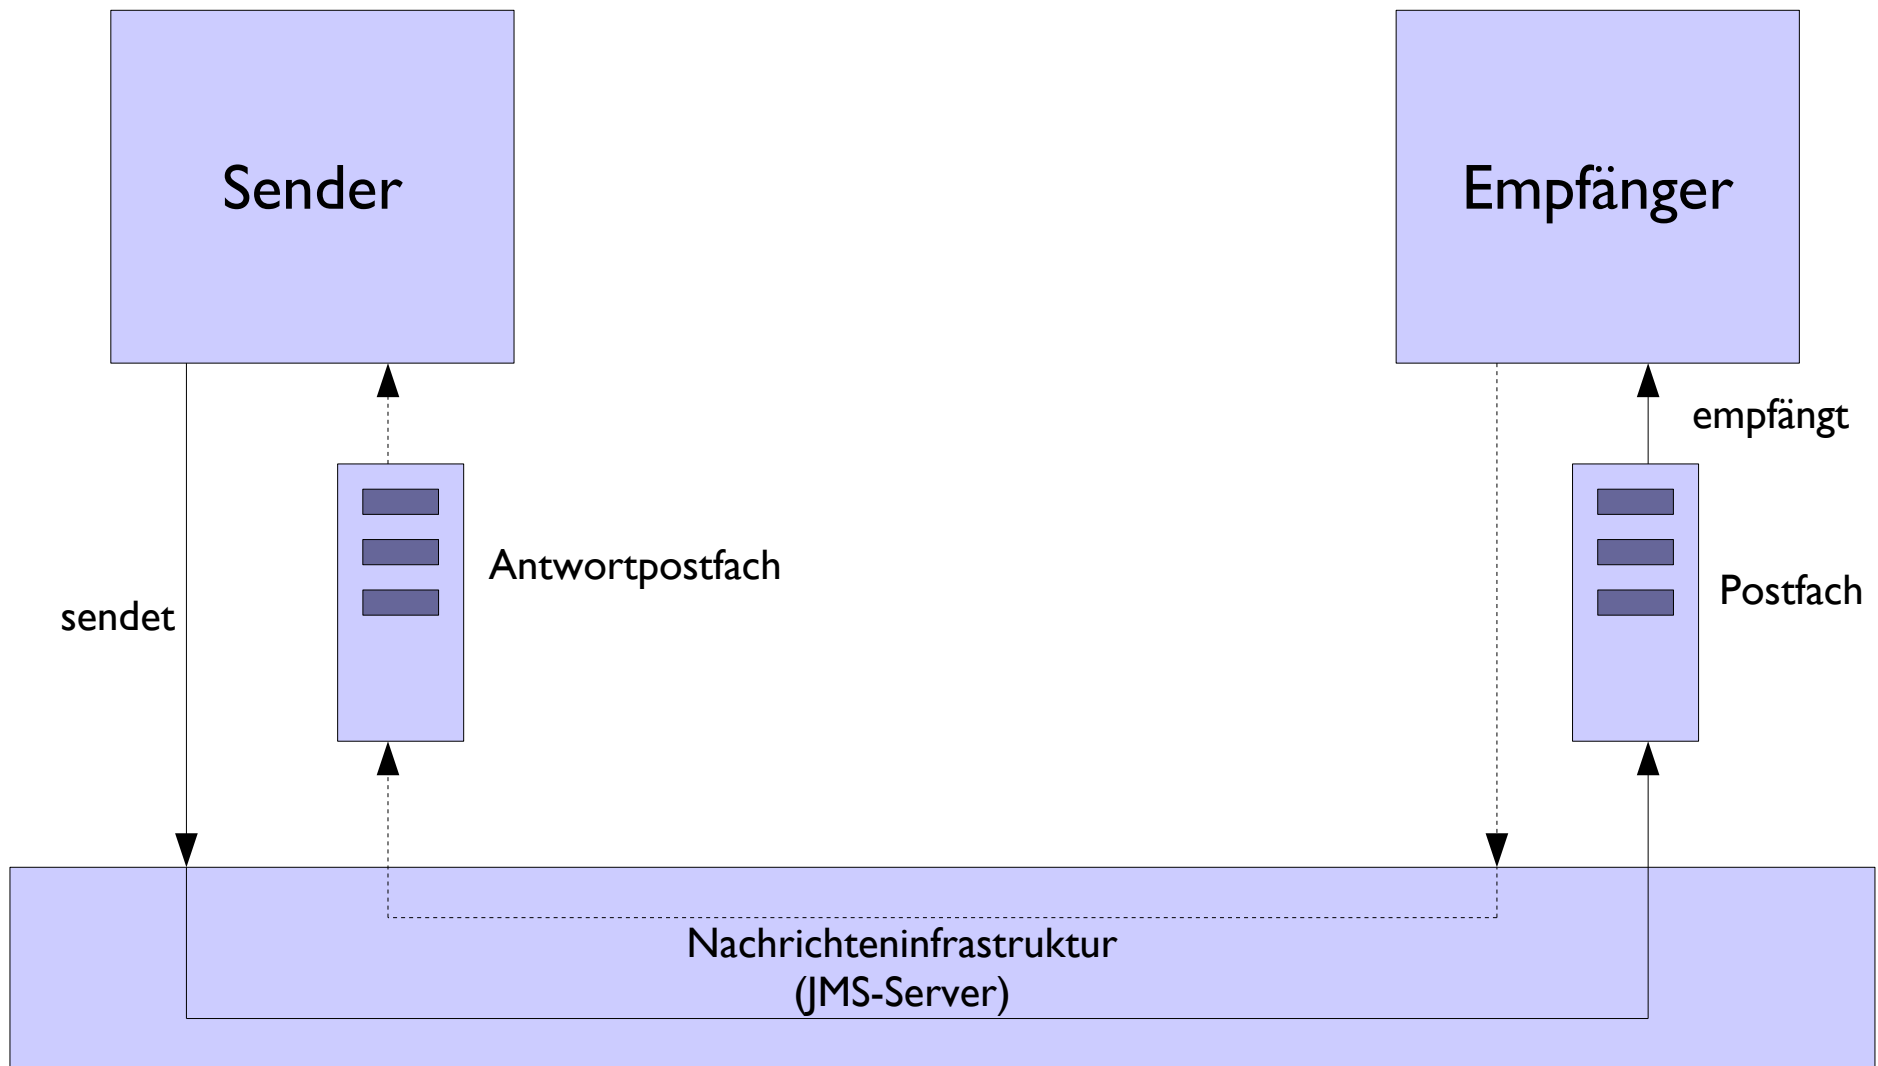 Sender
Empfänger
empfängt
Antwortpostfach
Postfach
sendet
Nachrichteninfrastruktur
(JMS-Server)